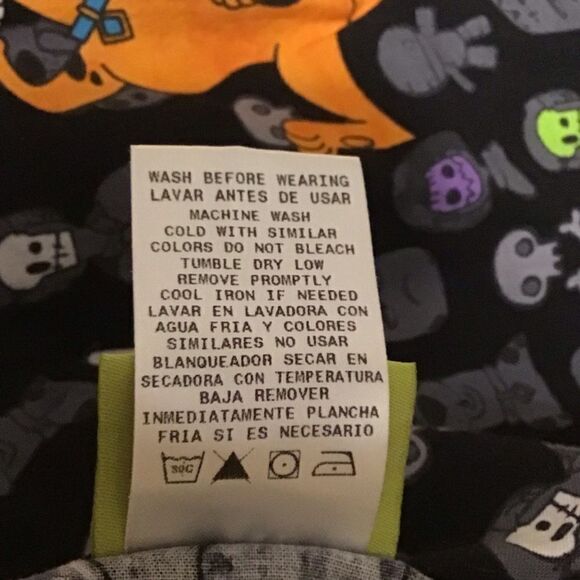 WASH BEFORE WEARING
LAVAR ANTES DE USAR
MACHINE WASH
COLD WITH SIMILAR
COLORS DO NOT BLEACH
TUMBLE DRY LOW
REMOVE PROMPTLY
COOL IRON IF NEEDED
LAVAR EN LAVADORA CON
AGUA FRIA Y COLORES
SIMILARES NO USAR
BLANQUEADOR SECAR EN
SECADORA CON TEMPERATURA
BAJA REMOVER
INMEDIATAMENTE PLANCHA
FRIA SI ES NECESARIO